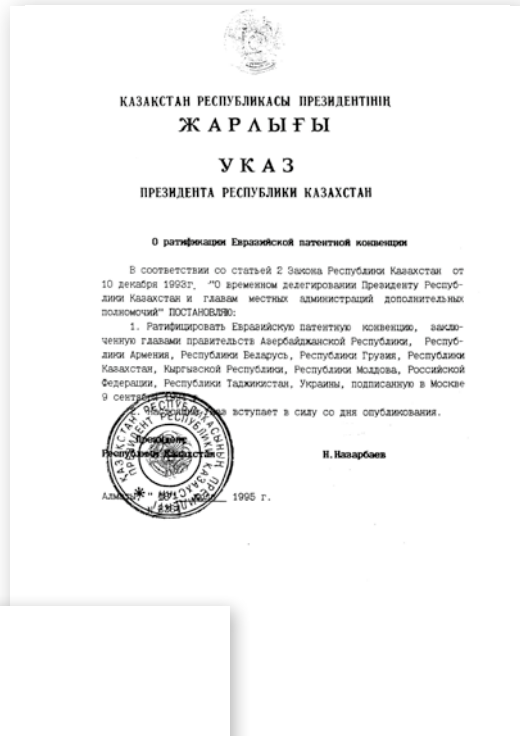 ҚАЗАҚСТАН РЕСПУБЛИКАСЫ ПРЕЗИДЕНТІНІҢ
ЖАРЛЫҒЫ
УКАЗ
ПРЕЗИДЕНТА РЕСПУБЛИКИ КАЗАХСТАН
О ратификации Евразийской патентной конвенции
В соответствии со статьей 2 Закона Республики Казахстан от
10 декабря 1993г. "О временном делегировании Президенту Респуб-
лики Казахстан и главам местных администраций дополнительных
полномочий" ПОСТАНОВЛЯЮ:
1. Ратифицировать Евразийскую патентную конвенцию, заклю-
ченную главами правительств Азербайджанской Республики, Респуб-
лики Армения, Республики Беларусь, Республики Грузия, Республики
Казахстан, Кыргызской Республики, Республики Молдова, Российской
Федерации, Республики Таджикистан, Украины, подписанную в Москве
9 сентября
вступает в силу со дня опубликования.
Президент
Республики Казахстан
Н.Назарбаев
1995 г.